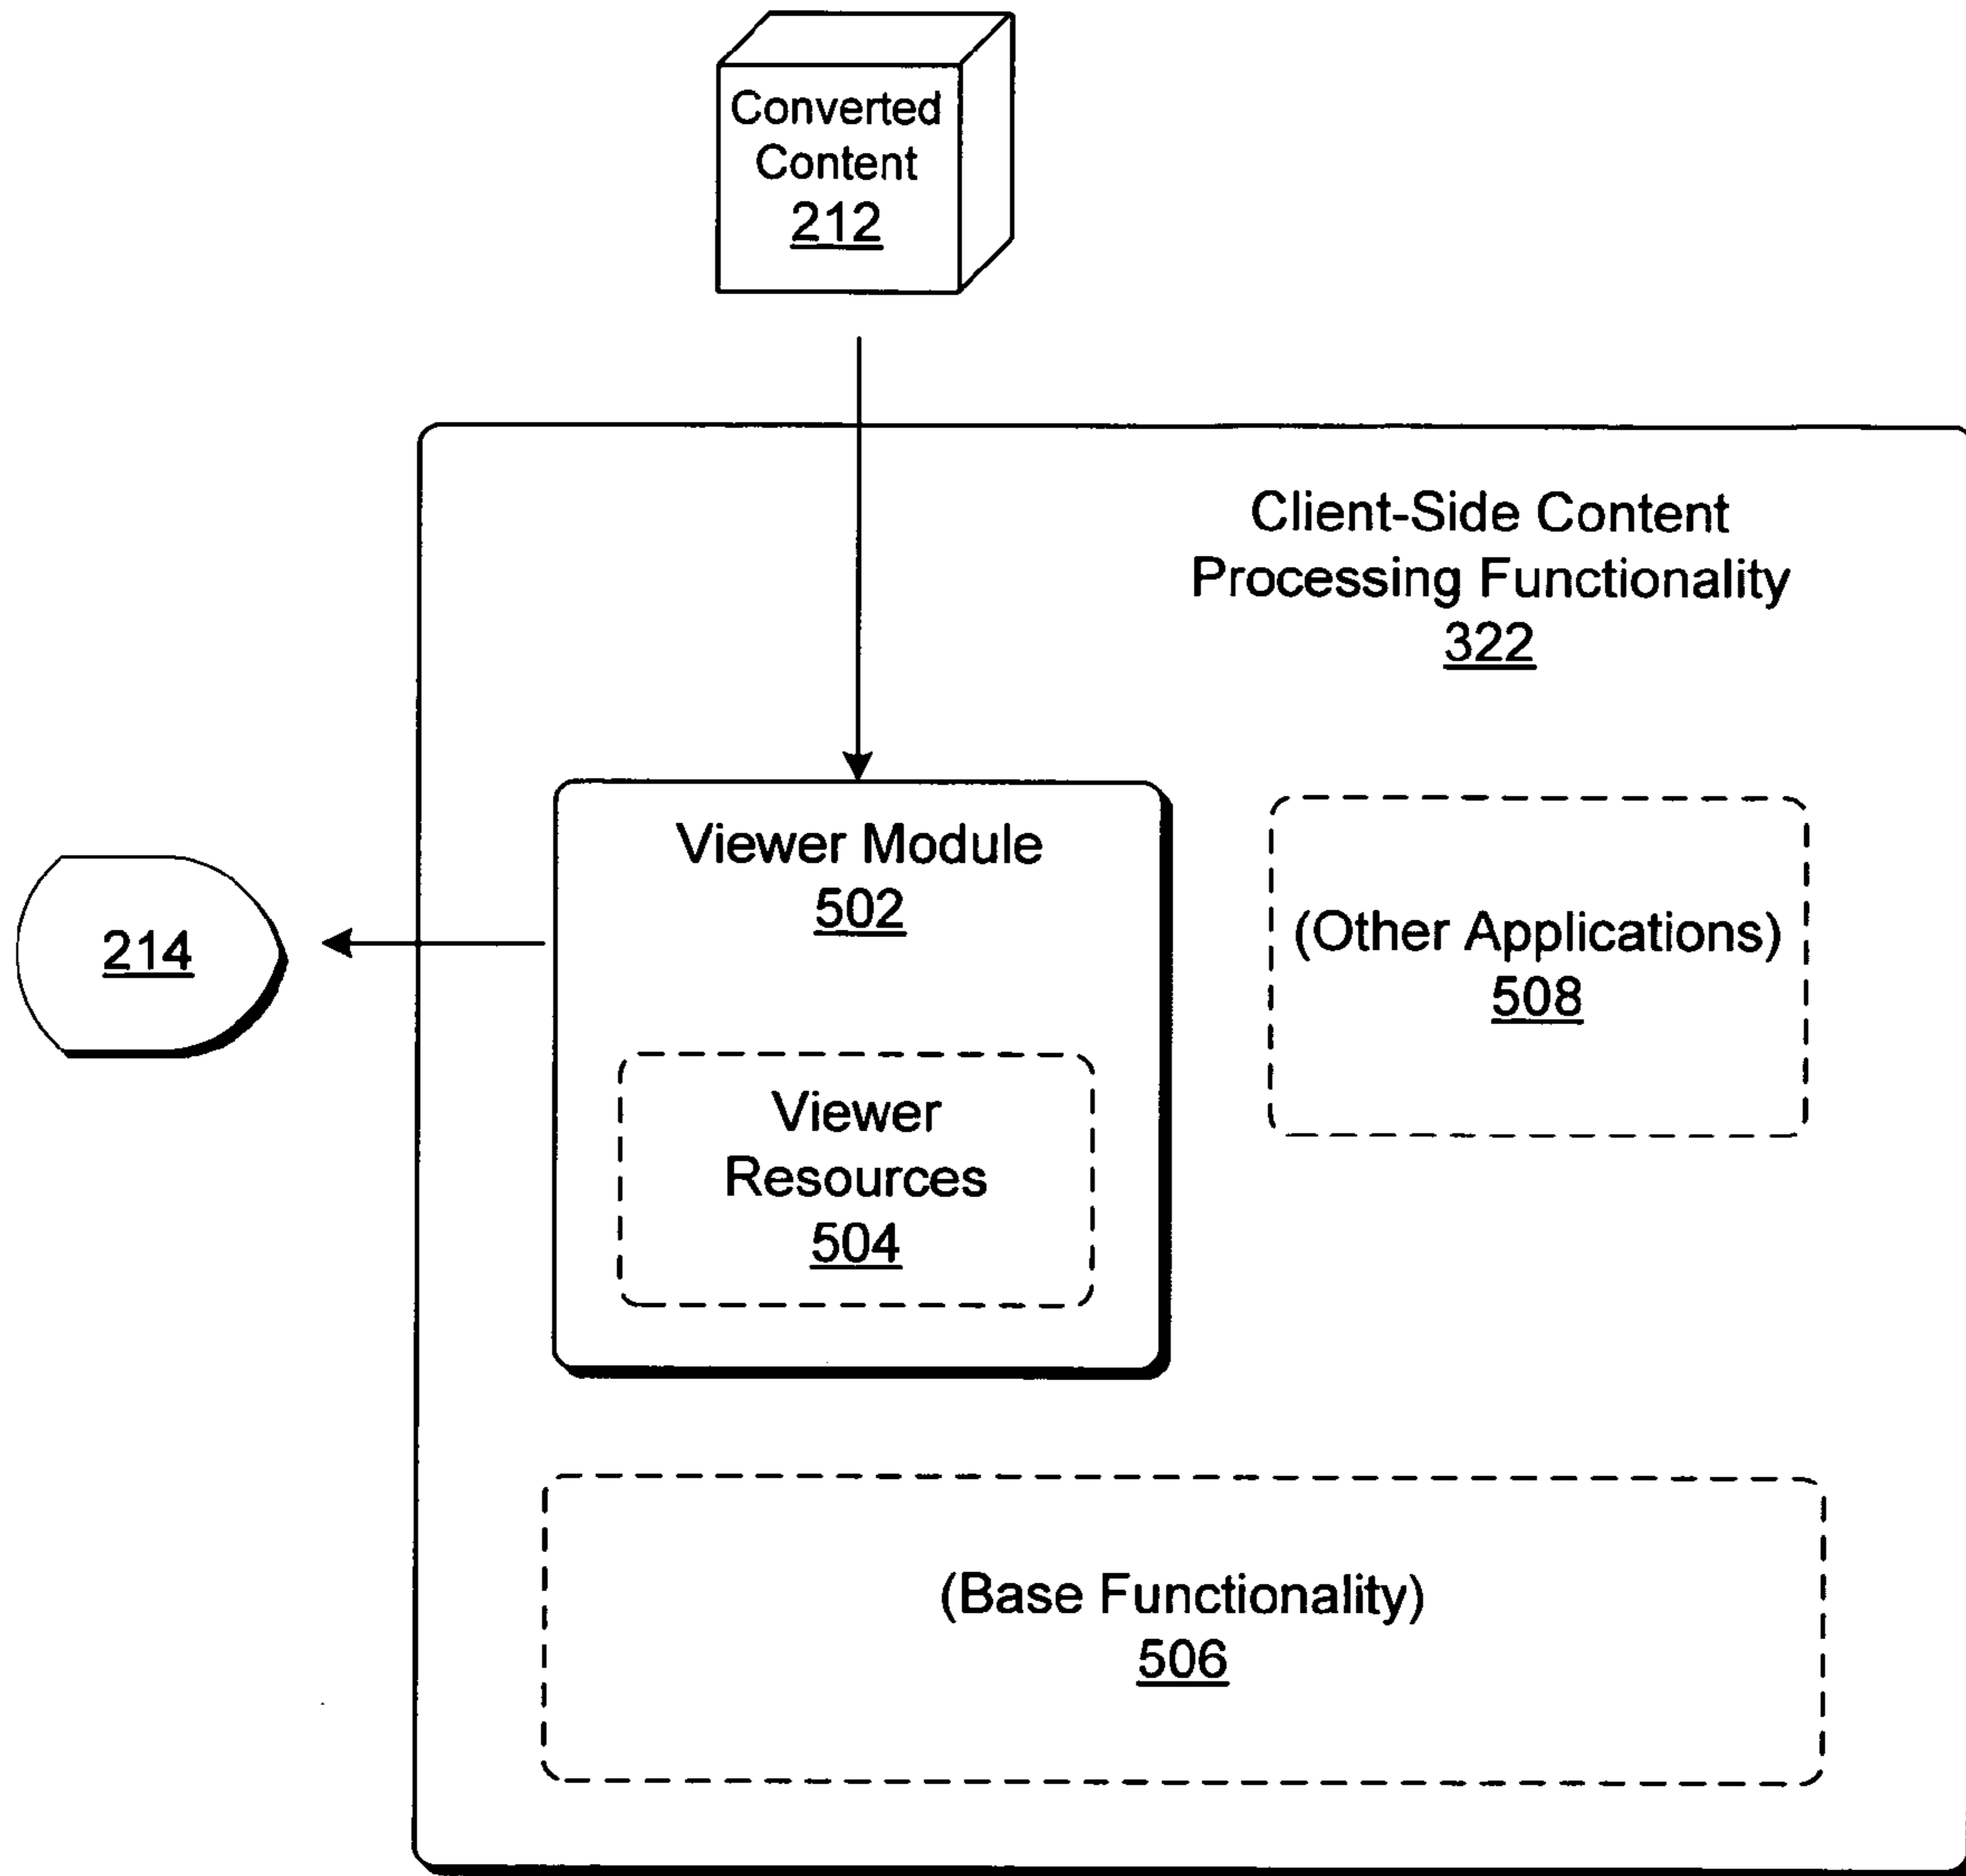 Converted
Content
212
Client-Side Content
Processing Functionality
322
Viewer Module
502
214
(Other Applications)
508
Viewer
Resources
504
(Base Functionality)
506